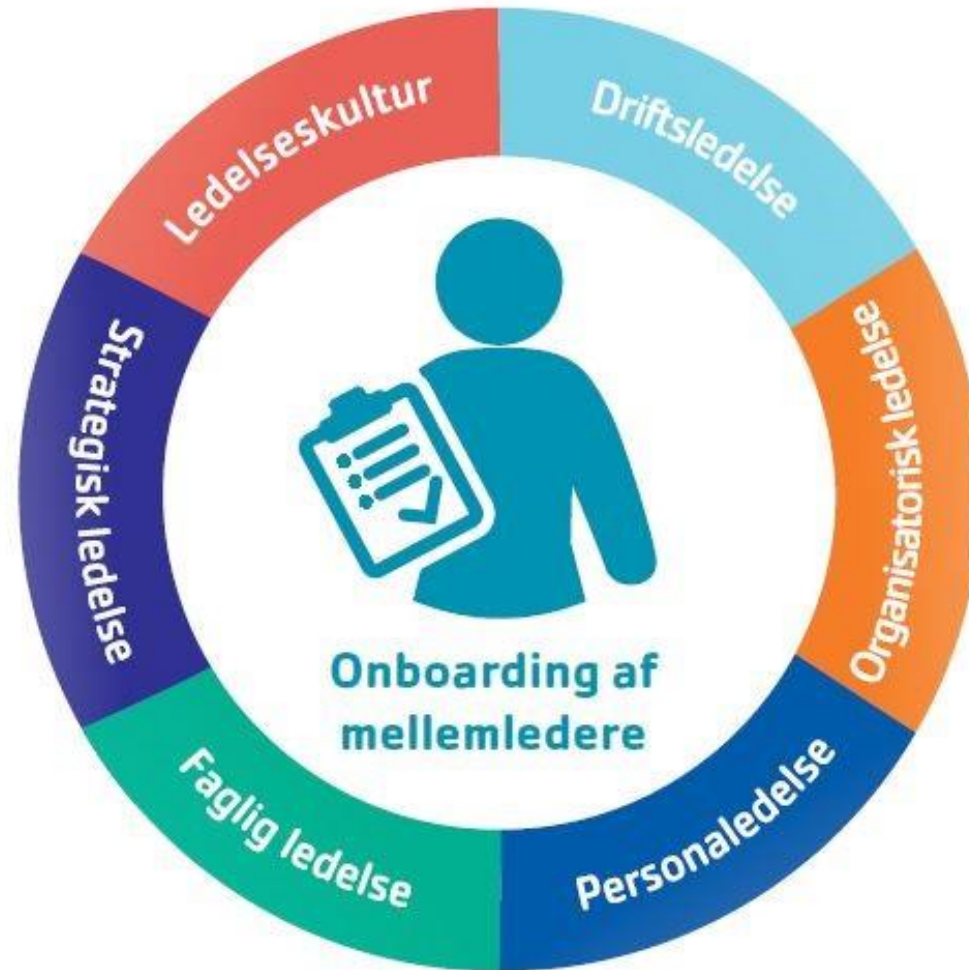 Ledelseskultur
Driftsledelse
Organisatorisk ledelse
Personaledelse
Faglig ledelse
Strategisk ledelse
Onboarding af
mellemledere